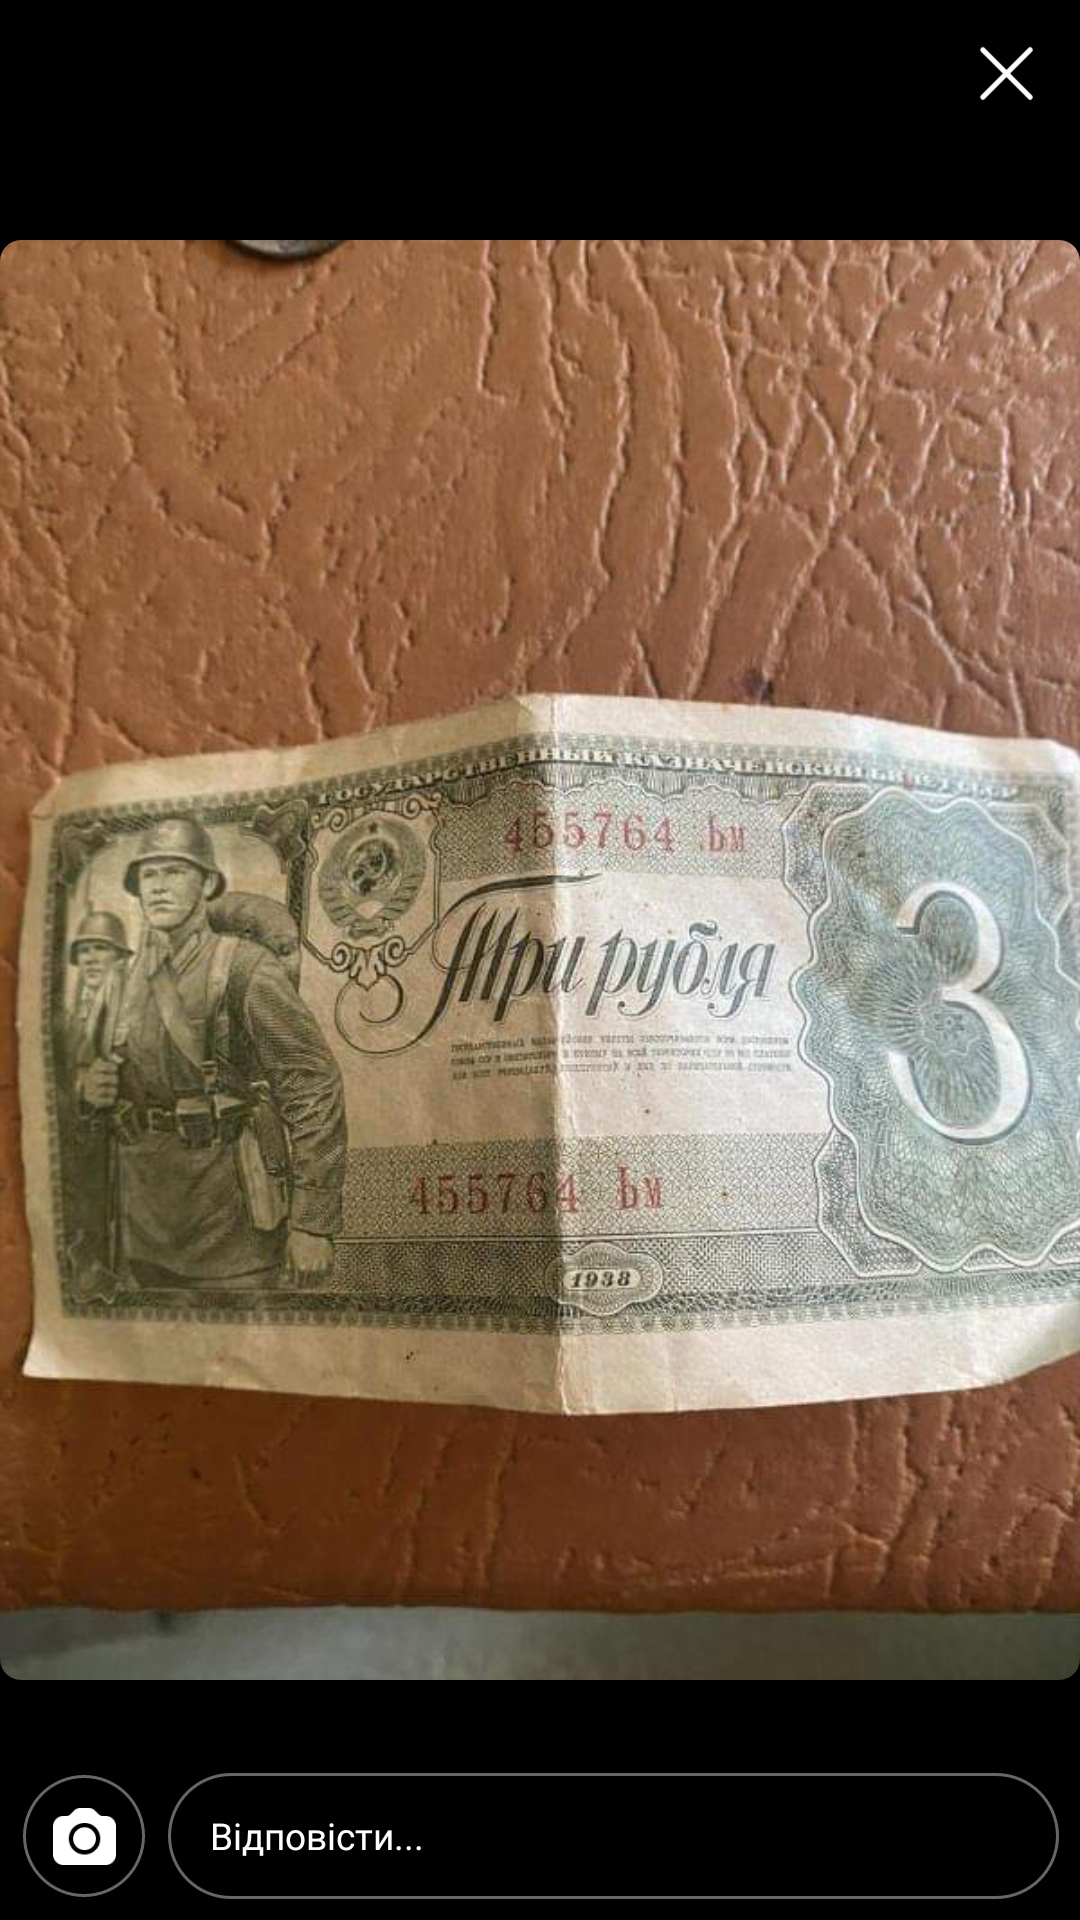 ГОСУДАРСТВЕННЫЙ КАЗНАЧЕЙСКИЙ БИЛЕТ СССР
455764 Ьм
Три рубля
3
455764 Ьм
1938
Відповісти...